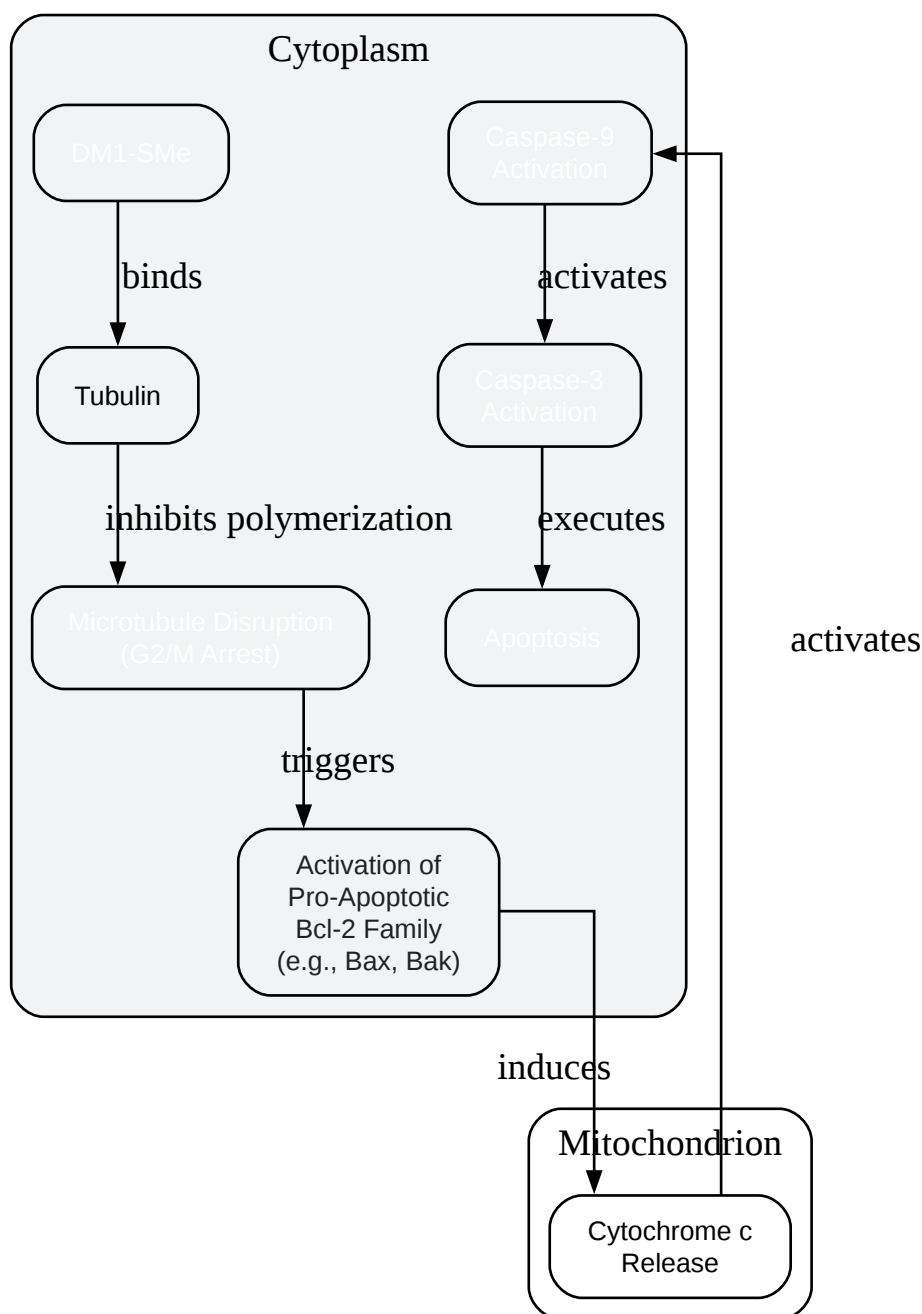 Cytoplasm
DM1-SMe
Caspase-9
Activation
binds
activates
Tubulin
Caspase-3
Activation
inhibits polymerization
executes
Microtubule Disruption
(G2/M Arrest)
Apoptosis
activates
triggers
Activation of
Pro-Apoptotic
Bcl-2 Family
(e.g., Bax, Bak)
induces
Mitochondrion
Cytochrome c
Release